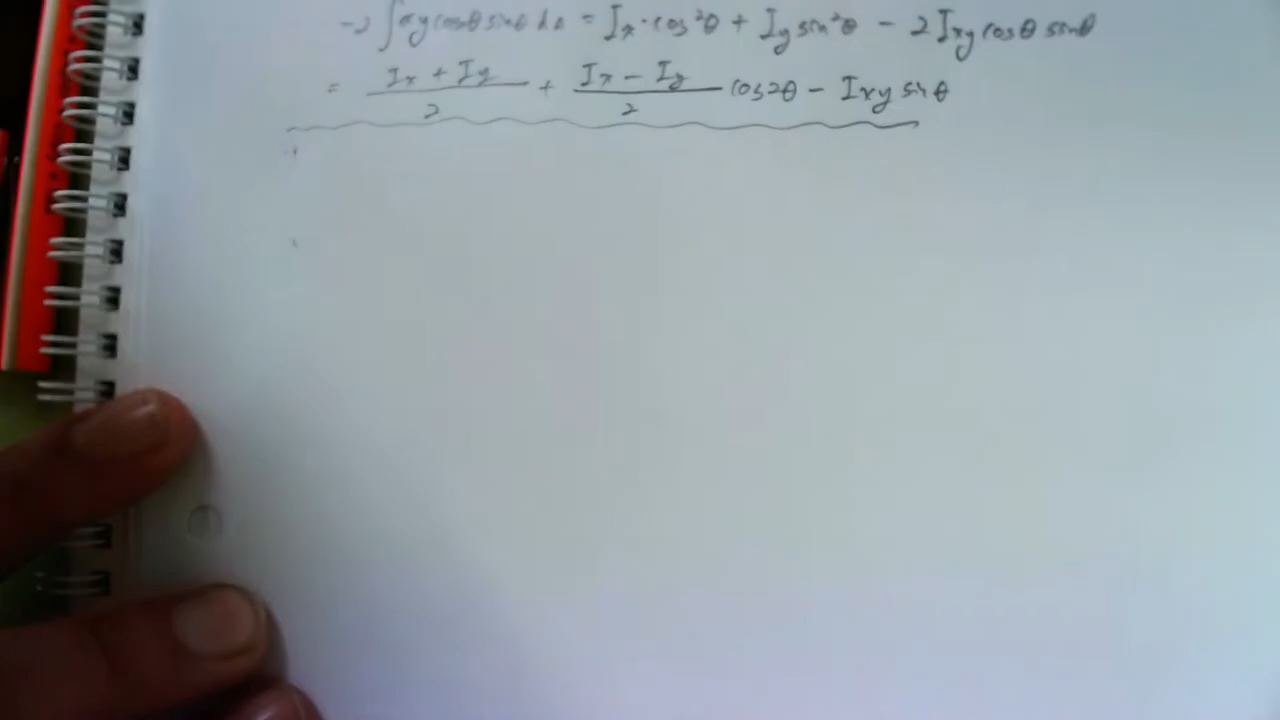 -2 ∫xy cosθ sinθ dA = Ix · cos²θ + Iy sin²θ - 2 Ixy cosθ sinθ
= (Ix + Iy)/2 + (Ix - Iy)/2 cos2θ - Ixy sinθ